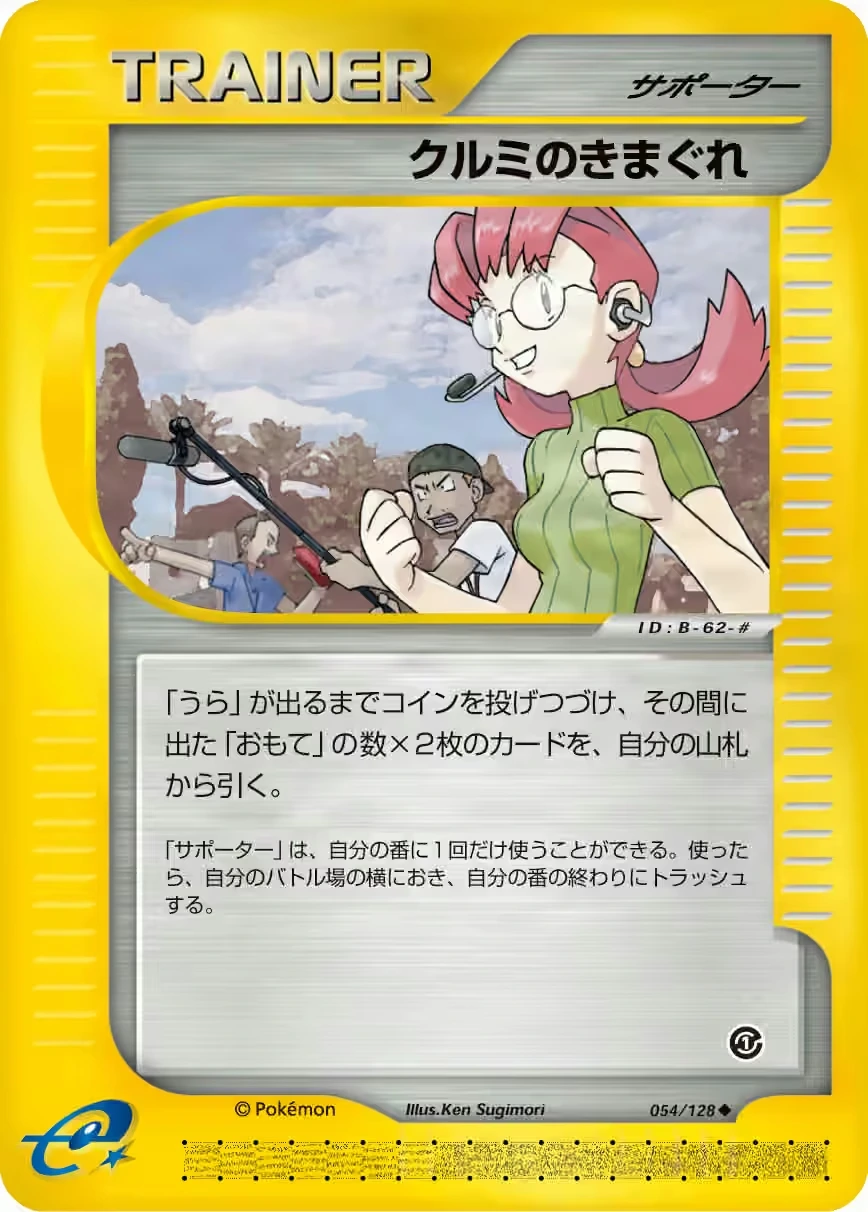 TRAINER
サポーター
クルミのきまぐれ
ID:B-62-#
「うら」が出るまでコインを投げつづけ、その間に
出た「おもて」の数×2枚のカードを、自分の山札
から引く。
「サポーター」は、自分の番に1回だけ使うことができる。使った
ら、自分のバトル場の横におき、自分の番の終わりにトラッシュ
する。
© Pokémon
Illus.Ken Sugimori
054/128◆